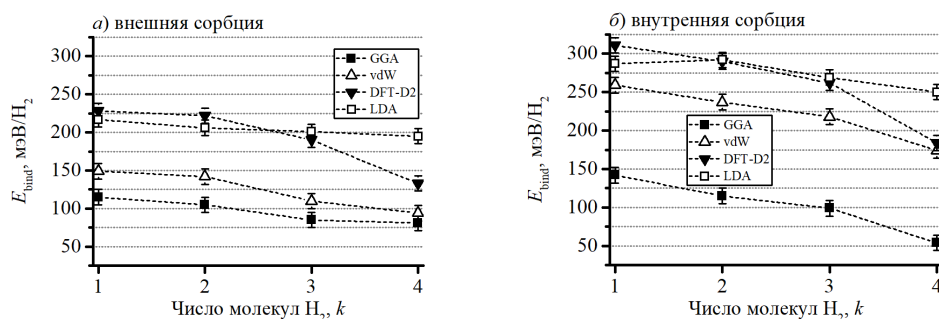 а) внешняя сорбция
300
250
200
150
100
50
E_bind, мэВ/H₂
GGA
vdW
DFT-D2
LDA
1 2 3 4
Число молекул H₂, k
б) внутренняя сорбция
300
250
200
150
100
50
E_bind, мэВ/H₂
GGA
vdW
DFT-D2
LDA
1 2 3 4
Число молекул H₂, k